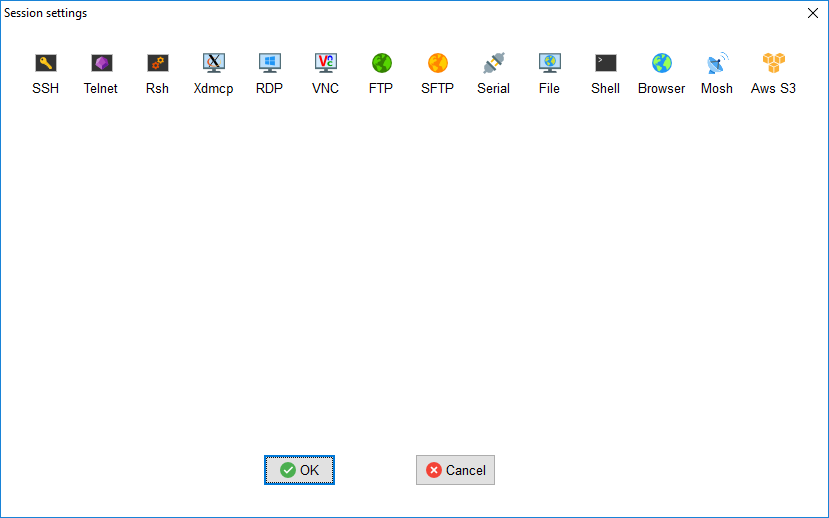 Session settings
SSH Telnet Rsh Xdmcp RDP VNC FTP SFTP Serial File Shell Browser Mosh Aws S3
OK Cancel